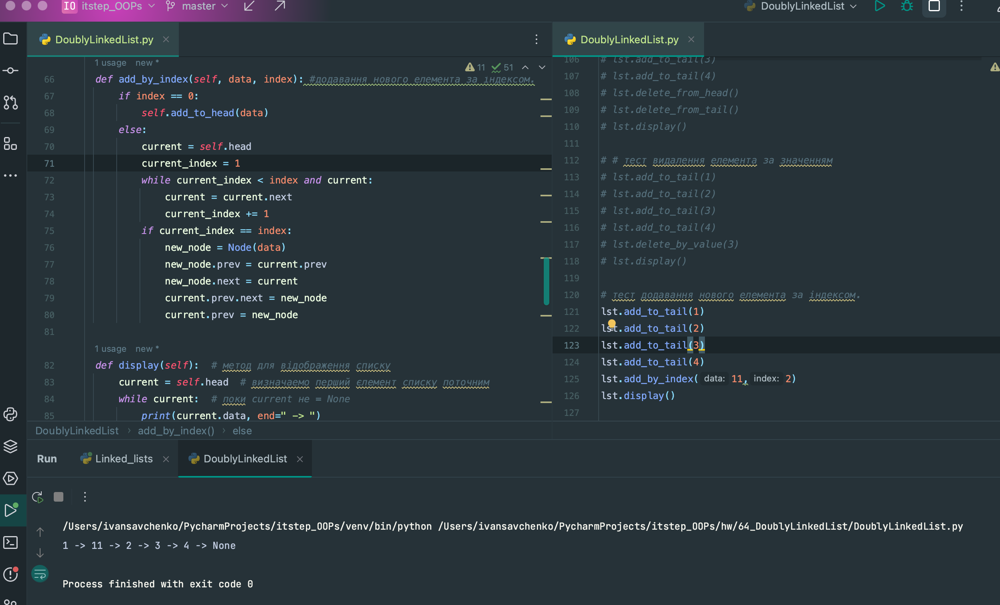 IO itstep_OOPs master DoublyLinkedList
DoublyLinkedList.py
1 usage new *
11 51
66 def add_by_index(self, data, index): #додавання нового елемента за індексом.
67 if index == 0:
68 self.add_to_head(data)
69 else:
70 current = self.head
71 current_index = 1
72 while current_index < index and current:
73 current = current.next
74 current_index += 1
75 if current_index == index:
76 new_node = Node(data)
77 new_node.prev = current.prev
78 new_node.next = current
79 current.prev.next = new_node
80 current.prev = new_node
81
1 usage new *
82 def display(self): # метод для відображення списку
83 current = self.head # визначаемо перший єлемент списку поточним
84 while current: # поки current не = None
85 print(current.data, end=" -> ")
DoublyLinkedList › add_by_index() › else
DoublyLinkedList.py
106 # lst.add_to_tail(3)
107 # lst.add_to_tail(4)
108 # lst.delete_from_head()
109 # lst.delete_from_tail()
110 # lst.display()
111
112 # # тест видалення елемента за значенням
113 # lst.add_to_tail(1)
114 # lst.add_to_tail(2)
115 # lst.add_to_tail(3)
116 # lst.add_to_tail(4)
117 # lst.delete_by_value(3)
118 # lst.display()
119
120 # тест додавання нового елемента за індексом.
121 lst.add_to_tail(1)
122 lst.add_to_tail(2)
123 lst.add_to_tail(3)
124 lst.add_to_tail(4)
125 lst.add_by_index( data: 11, index: 2)
126 lst.display()
127
Run Linked_lists DoublyLinkedList
/Users/ivansavchenko/PycharmProjects/itstep_OOPs/venv/bin/python /Users/ivansavchenko/PycharmProjects/itstep_OOPs/hw/64_DoublyLinkedList/DoublyLinkedList.py
1 -> 11 -> 2 -> 3 -> 4 -> None
Process finished with exit code 0